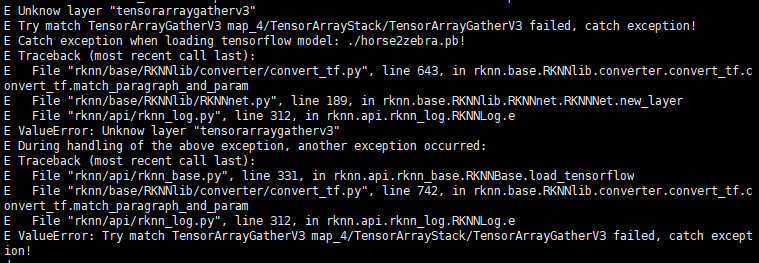 E Unknow layer "tensorarraygatherv3"
E Try match TensorArrayGatherV3 map_4/TensorArrayStack/TensorArrayGatherV3 failed, catch exception!
E Catch exception when loading tensorflow model: ./horse2zebra.pb!
E Traceback (most recent call last):
E   File "rknn/base/RKNNlib/converter/convert_tf.py", line 643, in rknn.base.RKNNlib.converter.convert_tf.c
onvert_tf.match_paragraph_and_param
E   File "rknn/base/RKNNlib/RKNNnet.py", line 189, in rknn.base.RKNNlib.RKNNnet.RKNNNet.new_layer
E   File "rknn/api/rknn_log.py", line 312, in rknn.api.rknn_log.RKNNLog.e
E ValueError: Unknow layer "tensorarraygatherv3"
E During handling of the above exception, another exception occurred:
E Traceback (most recent call last):
E   File "rknn/api/rknn_base.py", line 331, in rknn.api.rknn_base.RKNNBase.load_tensorflow
E   File "rknn/base/RKNNlib/converter/convert_tf.py", line 742, in rknn.base.RKNNlib.converter.convert_tf.c
onvert_tf.match_paragraph_and_param
E   File "rknn/api/rknn_log.py", line 312, in rknn.api.rknn_log.RKNNLog.e
E ValueError: Try match TensorArrayGatherV3 map_4/TensorArrayStack/TensorArrayGatherV3 failed, catch except
ion!